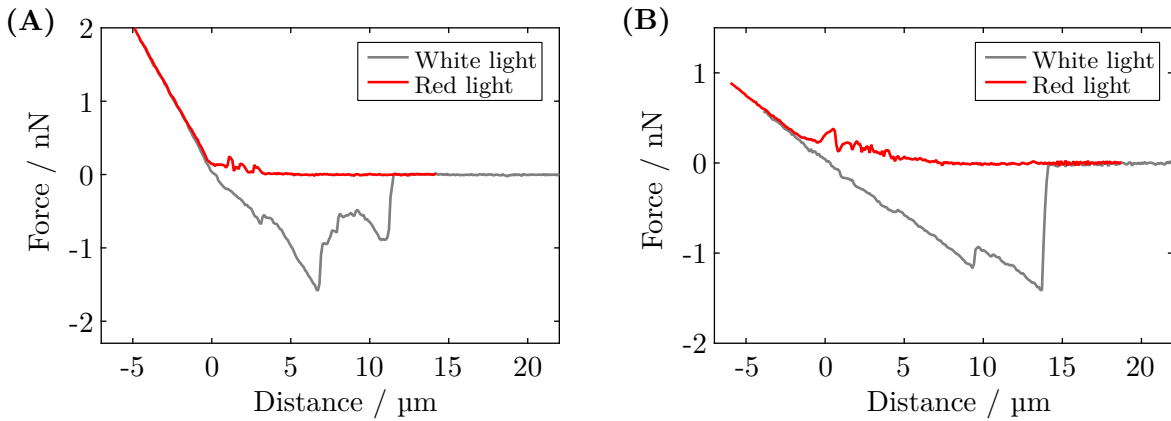 (A)
White light
Red light
2
1
0
-1
-2
Force / nN
-5 0 5 10 15 20
Distance / µm
(B)
White light
Red light
1
0
-1
-2
Force / nN
-5 0 5 10 15 20
Distance / µm